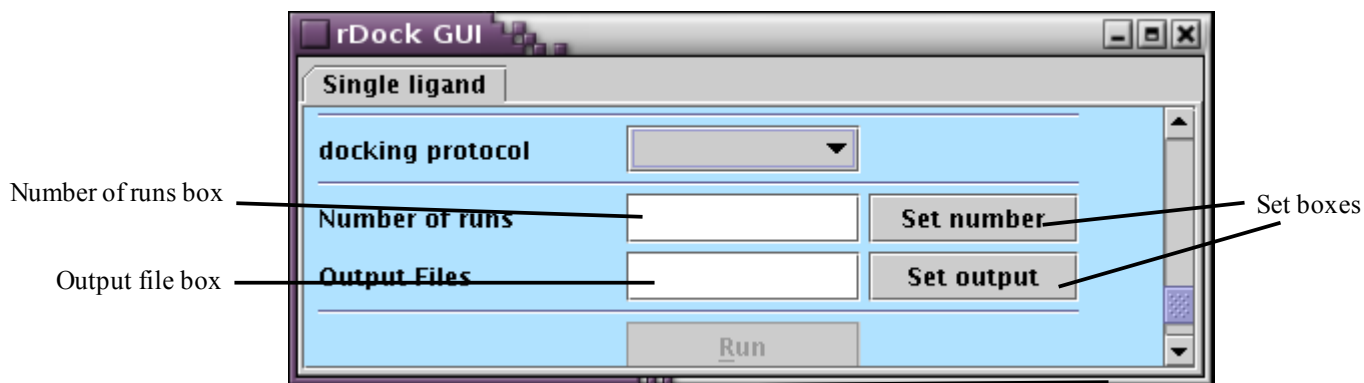 rDock GUI
Single ligand
docking protocol
Number of runs box
Number of runs
Set number
Set boxes
Output file box
Output Files
Set output
Run